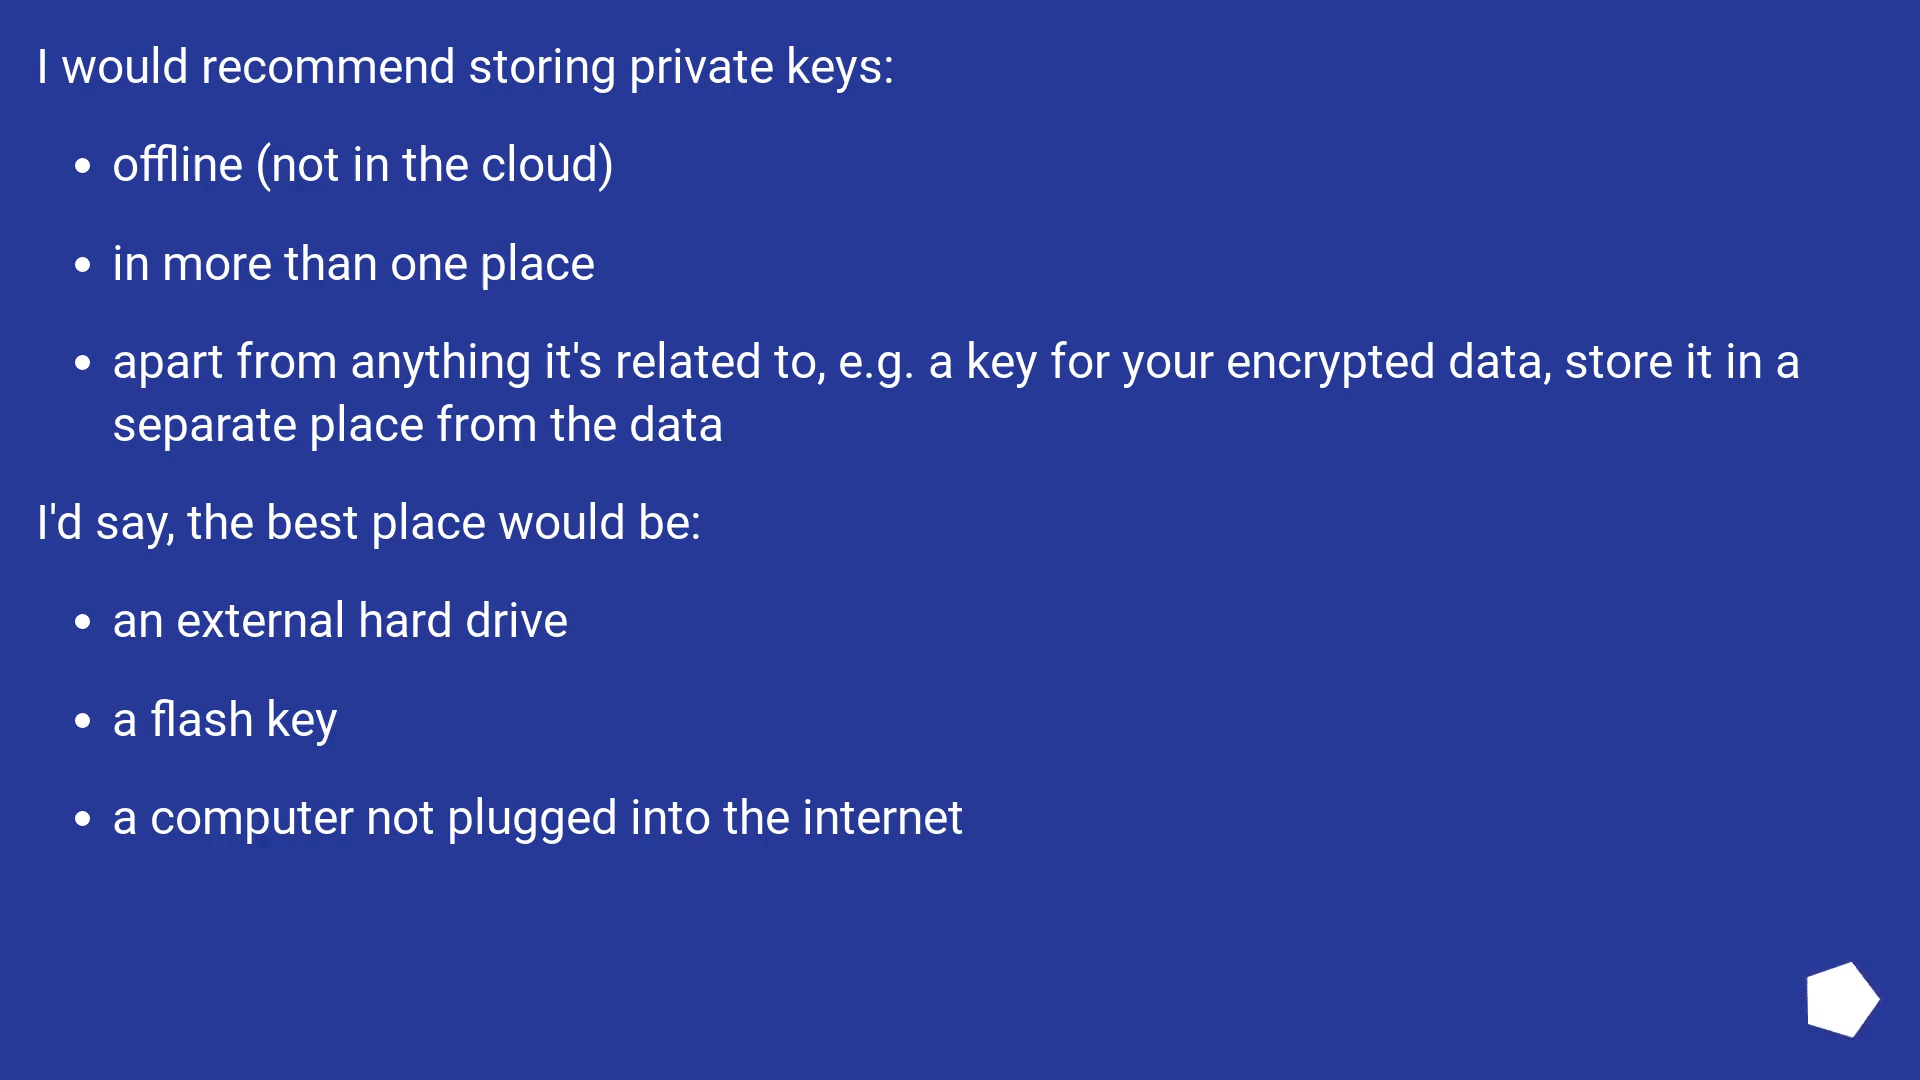 I would recommend storing private keys:
• offline (not in the cloud)
• in more than one place
• apart from anything it's related to, e.g. a key for your encrypted data, store it in a
separate place from the data
I'd say, the best place would be:
• an external hard drive
• a flash key
• a computer not plugged into the internet